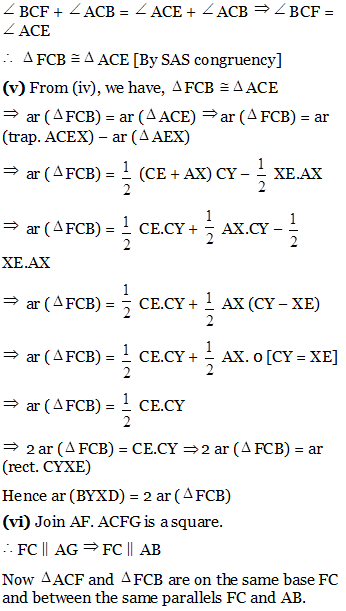 ∠BCF + ∠ACB = ∠ACE + ∠ACB ⇒ ∠BCF =
∠ACE
∴ ΔFCB ≅ ΔACE [By SAS congruency]
(v) From (iv), we have, ΔFCB ≅ ΔACE
⇒ ar (ΔFCB) = ar (ΔACE) ⇒ ar (ΔFCB) = ar
(trap. ACEX) – ar (ΔAEX)
⇒ ar (ΔFCB) = 1/2 (CE + AX) CY – 1/2 XE.AX
⇒ ar (ΔFCB) = 1/2 CE.CY + 1/2 AX.CY – 1/2
XE.AX
⇒ ar (ΔFCB) = 1/2 CE.CY + 1/2 AX (CY – XE)
⇒ ar (ΔFCB) = 1/2 CE.CY + 1/2 AX. 0 [CY = XE]
⇒ ar (ΔFCB) = 1/2 CE.CY
⇒ 2 ar (ΔFCB) = CE.CY ⇒ 2 ar (ΔFCB) = ar
(rect. CYXE)
Hence ar (BYXD) = 2 ar (ΔFCB)
(vi) Join AF. ACFG is a square.
∴ FC || AG ⇒ FC || AB
Now ΔACF and ΔFCB are on the same base FC
and between the same parallels FC and AB.